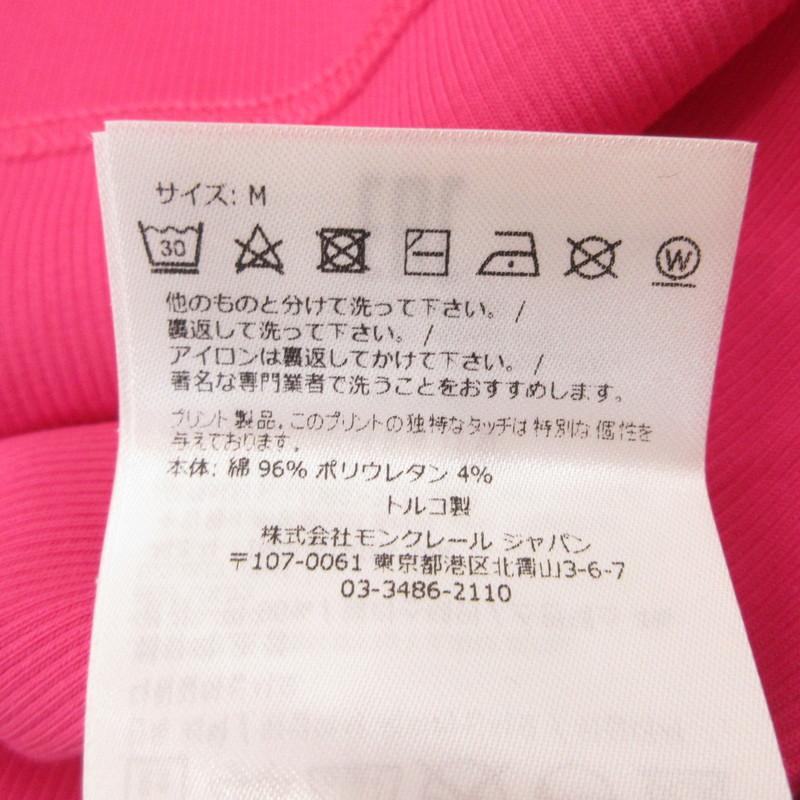 サイズ: M
30
W
他のものと分けて洗って下さい。 /
裏返して洗って下さい。 /
アイロンは裏返してかけて下さい。 /
著名な専門業者で洗うことをおすすめします。
プリント製品。このプリントの独特なタッチは特別な個性を
与えております。
本体: 綿 96% ポリウレタン 4%
トルコ製
株式会社モンクレール ジャパン
〒107-0061 東京都港区北青山3-6-7
03-3486-2110